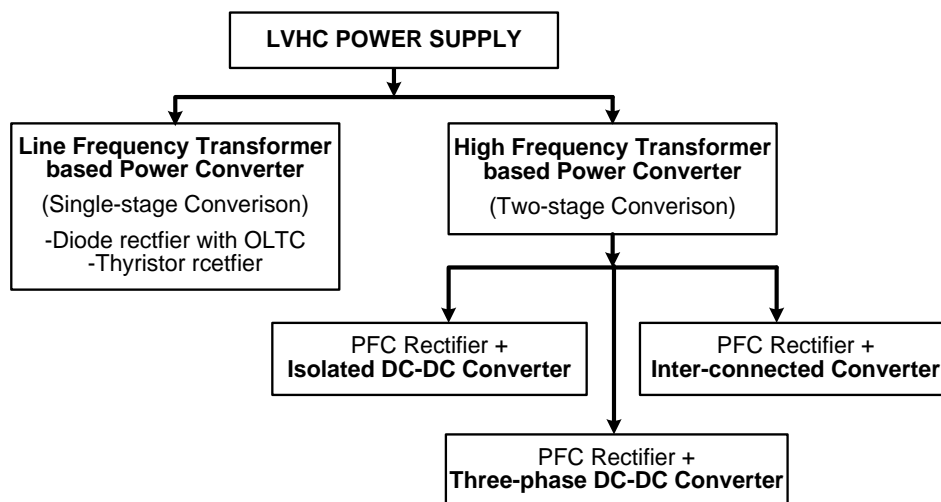 LVHC POWER SUPPLY
Line Frequency Transformer
based Power Converter
(Single-stage Converison)
-Diode rectfier with OLTC
-Thyristor rcetfier
High Frequency Transformer
based Power Converter
(Two-stage Converison)
PFC Rectifier +
Isolated DC-DC Converter
PFC Rectifier +
Inter-connected Converter
PFC Rectifier +
Three-phase DC-DC Converter